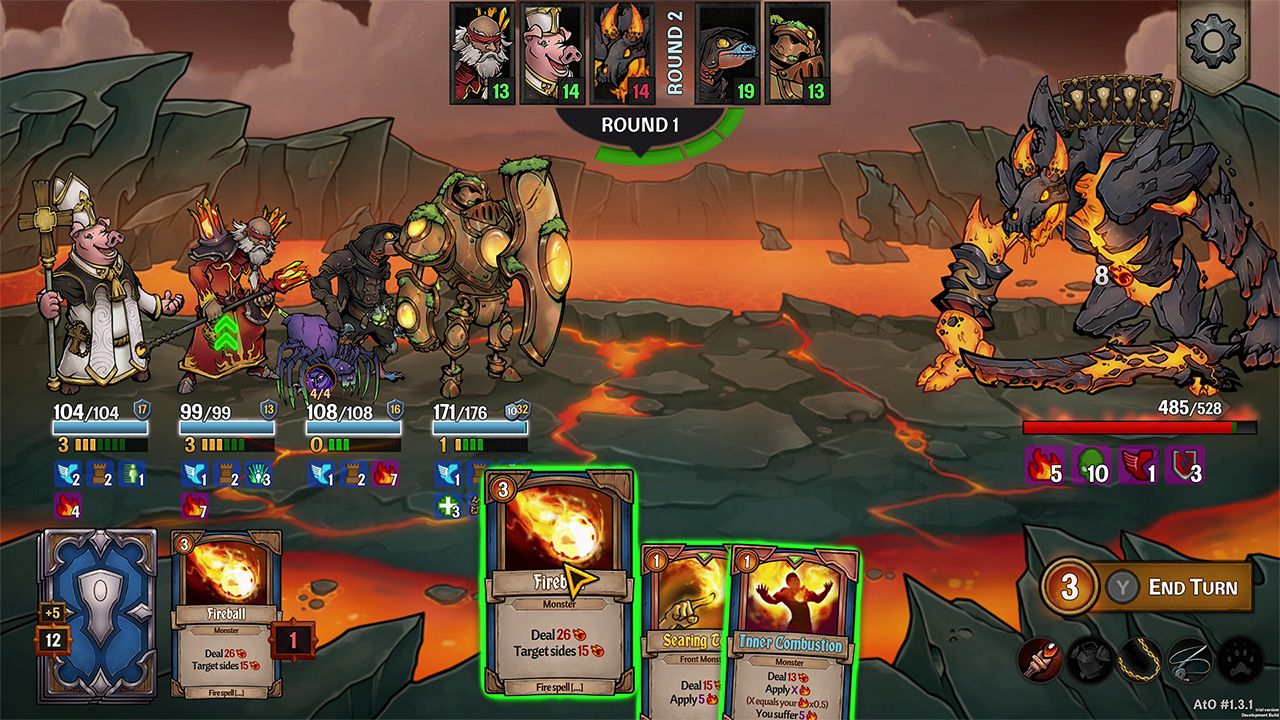 13
14
14
ROUND 2
19
13
ROUND 1
8
4/4
104/104
17
99/99
13
108/108
16
171/176
32
485/528
3
3
0
1
2
2
1
1
2
3
1
2
7
1
5
10
1
3
4
7
3
3
Fireball
Monster
Deal 26
Target sides 15
Fire spell [...]
1
+5
12
3
Fireb
Monster
Deal 26
Target sides 15
Fire spell [...]
1
Searing C
Front Monst
Deal 15
Apply 5
1
Inner Combustion
Monster
Deal 13
Apply X
(X equals your x0.5)
You suffer 5
3
Y
END TURN
AtO #1.3.1
trial version
Development Build